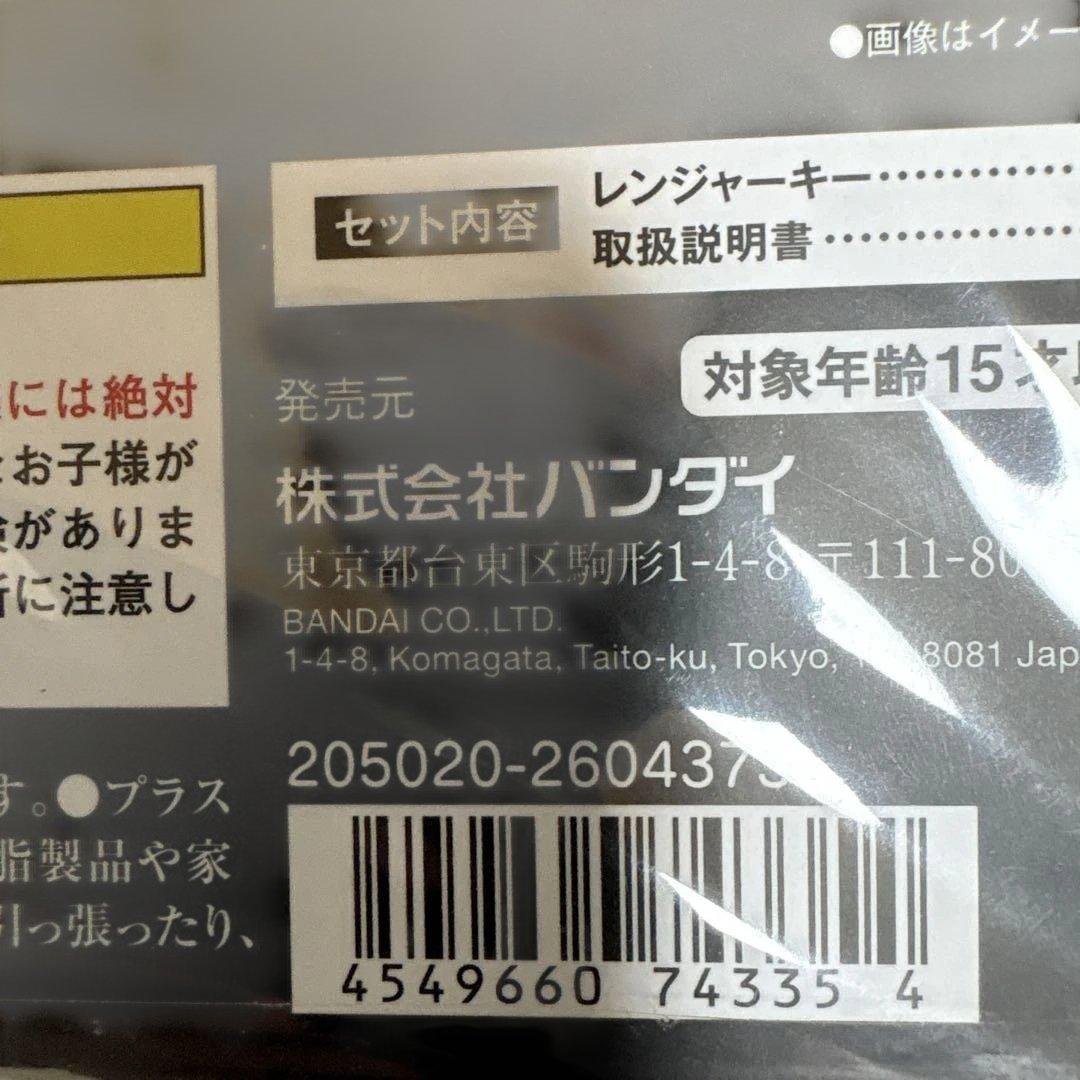 ●画像はイメー
セット内容
レンジャーキー
取扱説明書
対象年齢15才
には絶対
お子様が
がありま
に注意し
発売元
株式会社バンダイ
東京都台東区駒形1-4-8 〒111-80
BANDAI CO.,LTD.
1-4-8, Komagata, Taito-ku, Tokyo, 8081 Jap
205020-2604375
す。●プラス
脂製品や家
引っ張ったり、
4549660 74335 4